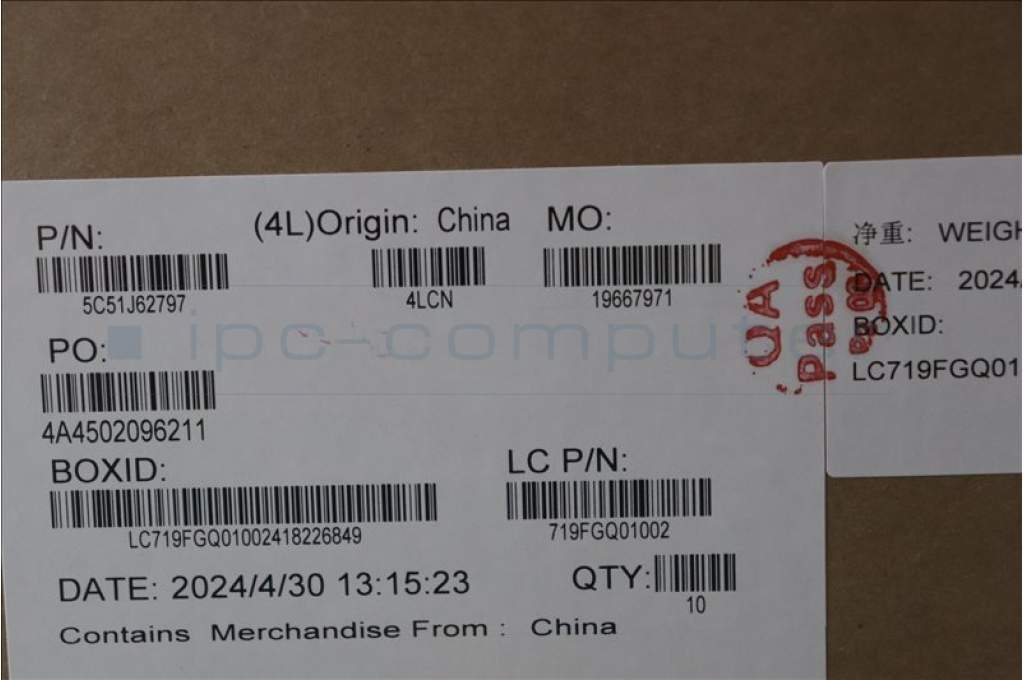 P/N: (4L)Origin: China MO:
5C51J62797 4LCN 19667971
PO:
4A4502096211
BOXID: LC P/N:
LC719FGQ01002418226849 719FGQ01002
DATE: 2024/4/30 13:15:23 QTY:
10
Contains Merchandise From : China
QA
Pass
净重: WEIGH
DATE: 2024/
BOXID:
LC719FGQ01
ipc-compute